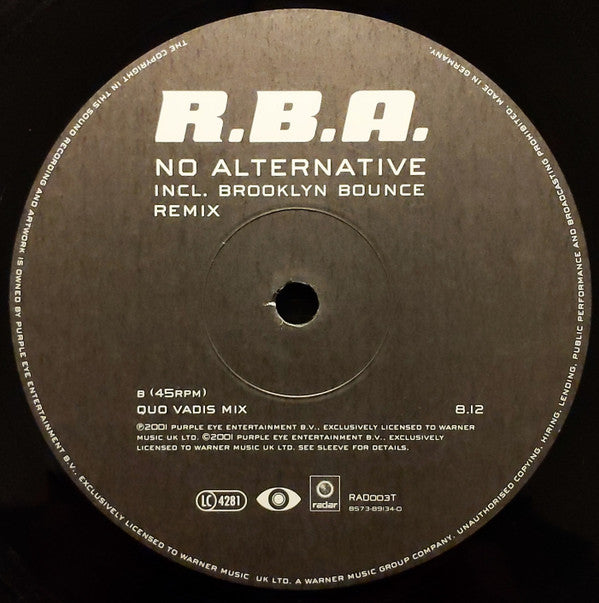 R.B.A.
NO ALTERNATIVE
INCL. BROOKLYN BOUNCE
REMIX
B (45RPM)
QUO VADIS MIX 8.12
℗2001 PURPLE EYE ENTERTAINMENT B.V., EXCLUSIVELY LICENSED TO WARNER
MUSIC UK LTD. ©2001 PURPLE EYE ENTERTAINMENT B.V., EXCLUSIVELY
LICENSED TO WARNER MUSIC UK LTD. SEE SLEEVE FOR DETAILS.
LC 4281
radar
RAD003T
8573-89134-0
THE COPYRIGHT IN THIS SOUND RECORDING AND ARTWORK IS OWNED BY PURPLE EYE ENTERTAINMENT B.V., EXCLUSIVELY LICENSED TO WARNER MUSIC UK LTD. A WARNER MUSIC GROUP COMPANY. UNAUTHORISED COPYING, HIRING, LENDING, PUBLIC PERFORMANCE AND BROADCASTING PROHIBITED. MADE IN GERMANY.